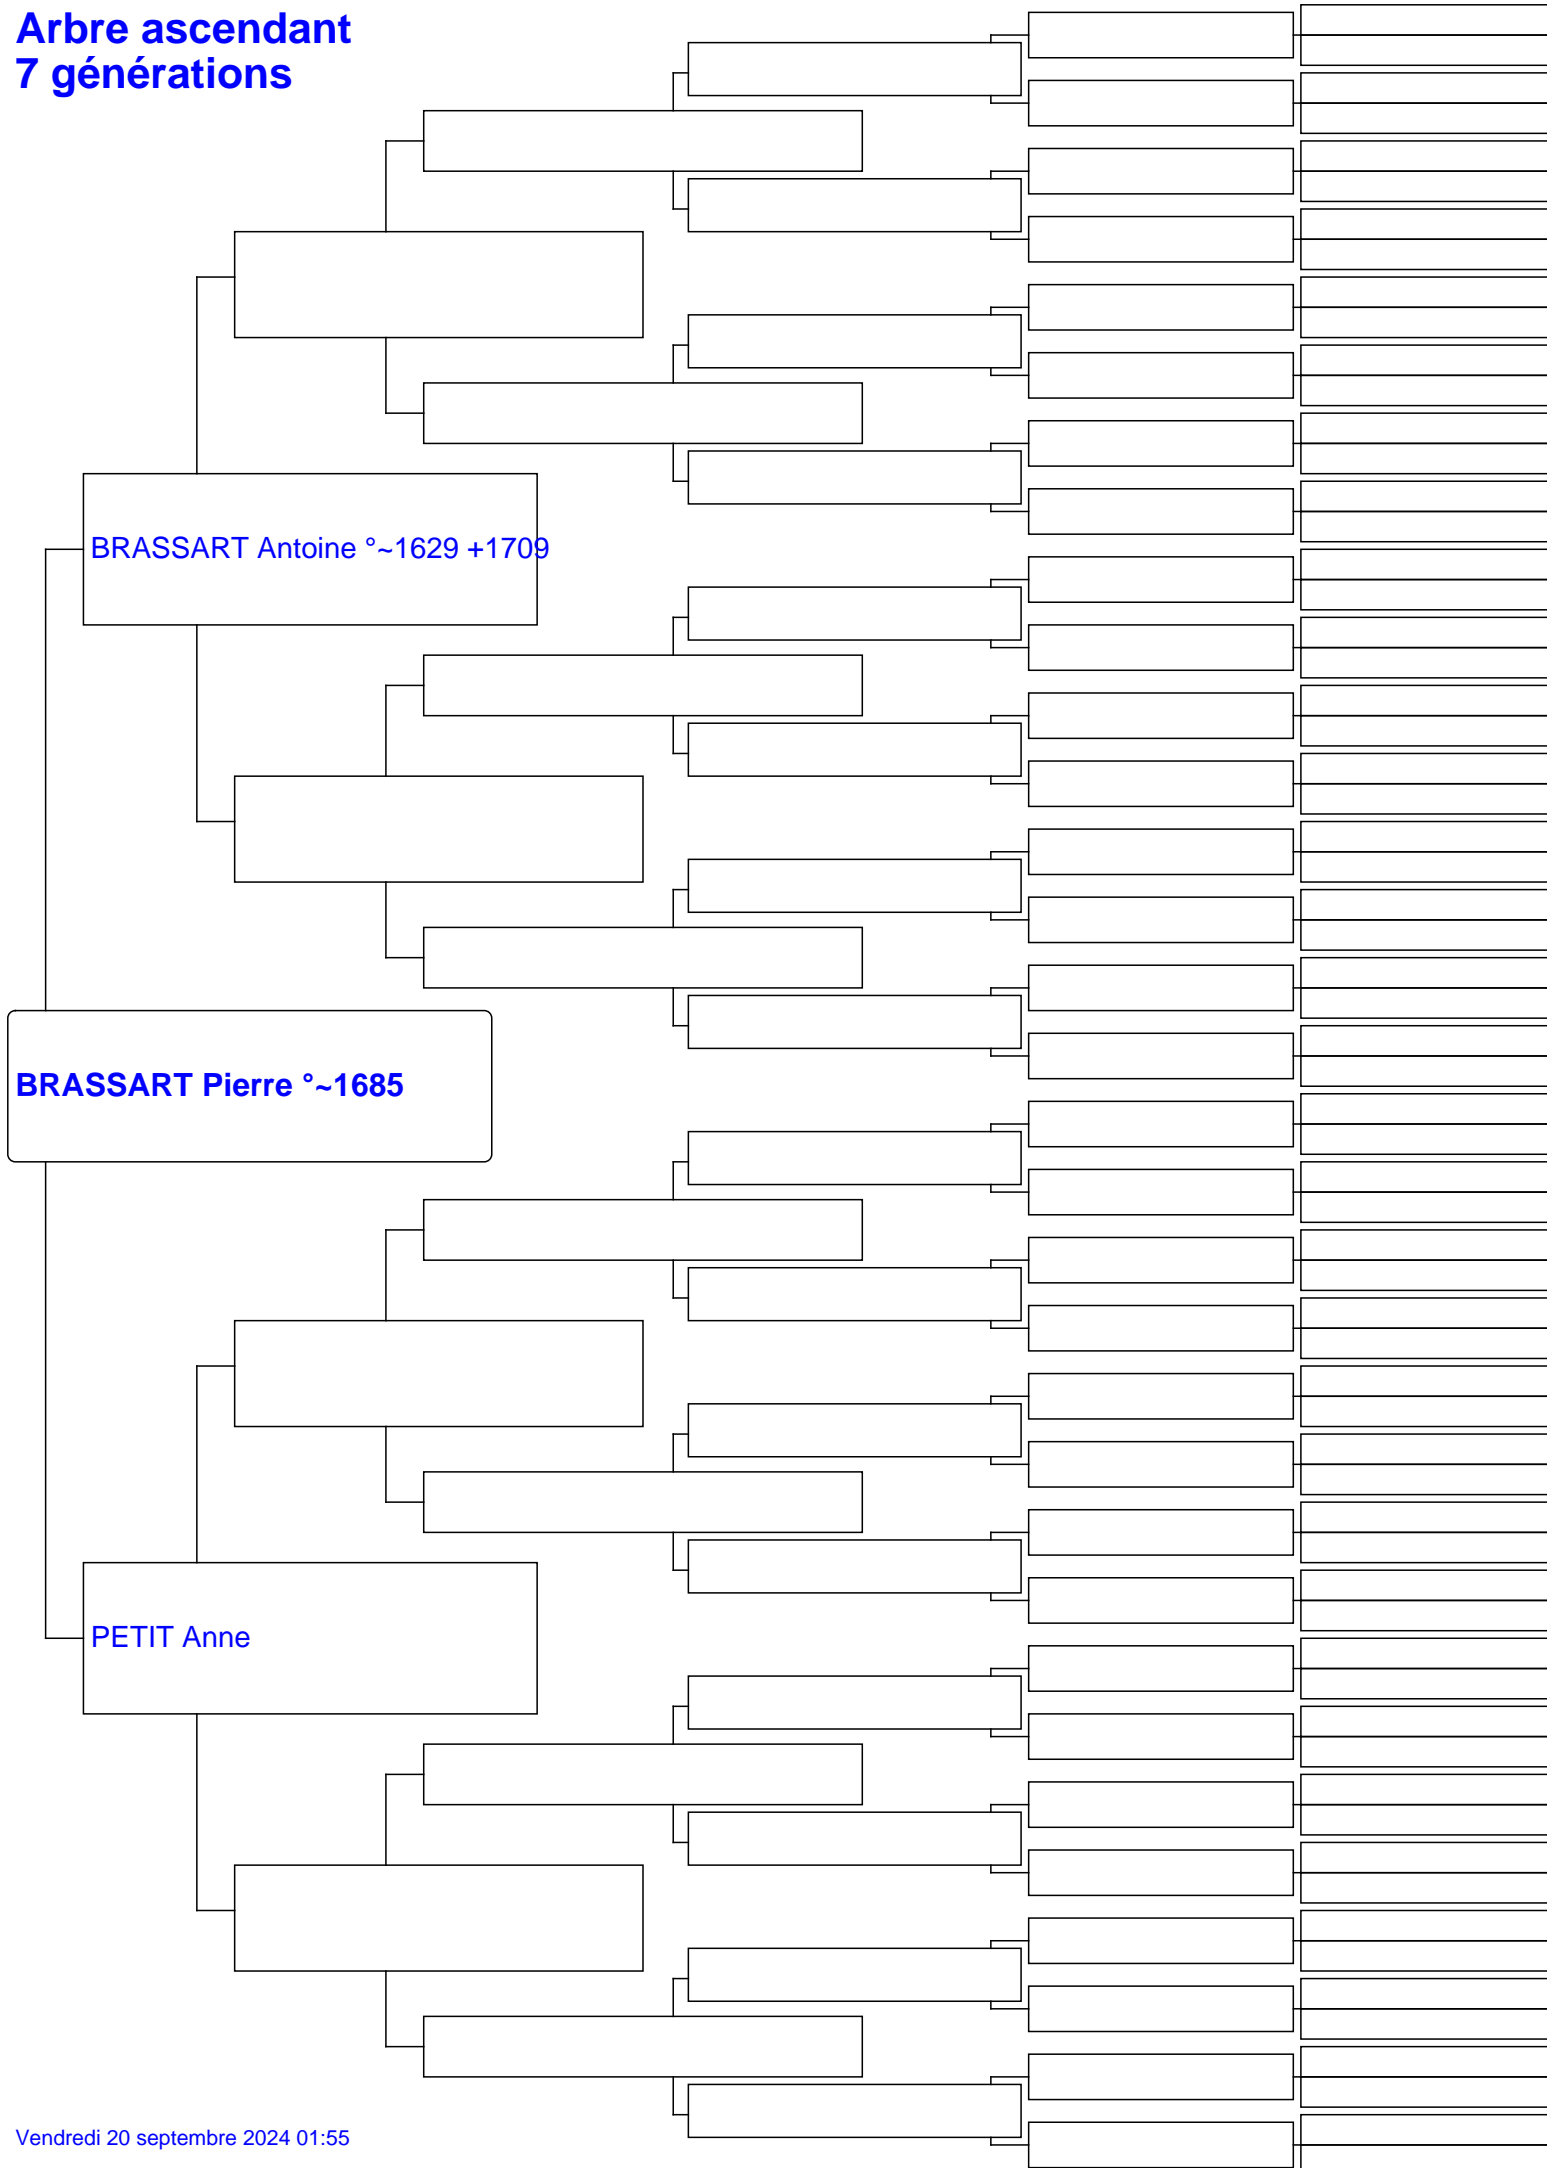 Arbre ascendant
7 générations
BRASSART Antoine °~1629 +1709
BRASSART Pierre °~1685
PETIT Anne
Vendredi 20 septembre 2024 01:55